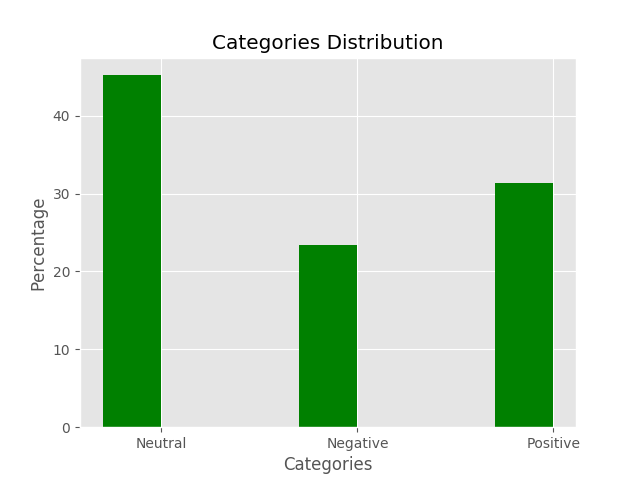 Categories Distribution
40
30
20
10
0
Percentage
Neutral
Negative
Positive
Categories